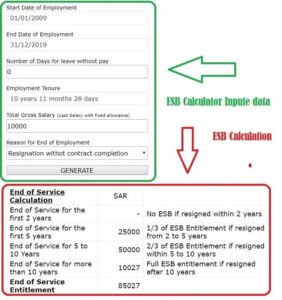 Start Date of Employment
01/01/2009
End Date of Employment
31/12/2019
Number of Days for leave without pay
0
Employment Tenure
10 years 11 months 28 days
Total Gross Salary (Last Salary with fixed allowance)
10000
Reason for End of Employment
Resignation without contract completion
GENERATE
ESB Calculator Inpute data
ESB Calculation
End of Service Calculation SAR
End of Service for the first 2 years - No ESB if resigned within 2 years
End of Service for the first 5 years 25000 1/3 of ESB Entitlement if resigned from 2 to 5 years
End of Service for 5 to 10 Years 50000 2/3 of ESB Entitlement if resigned within 5 to 10 years
End of Service for more than 10 years 10027 Full ESB entitlement if resigned after 10 years
End of Service Entitlement 85027